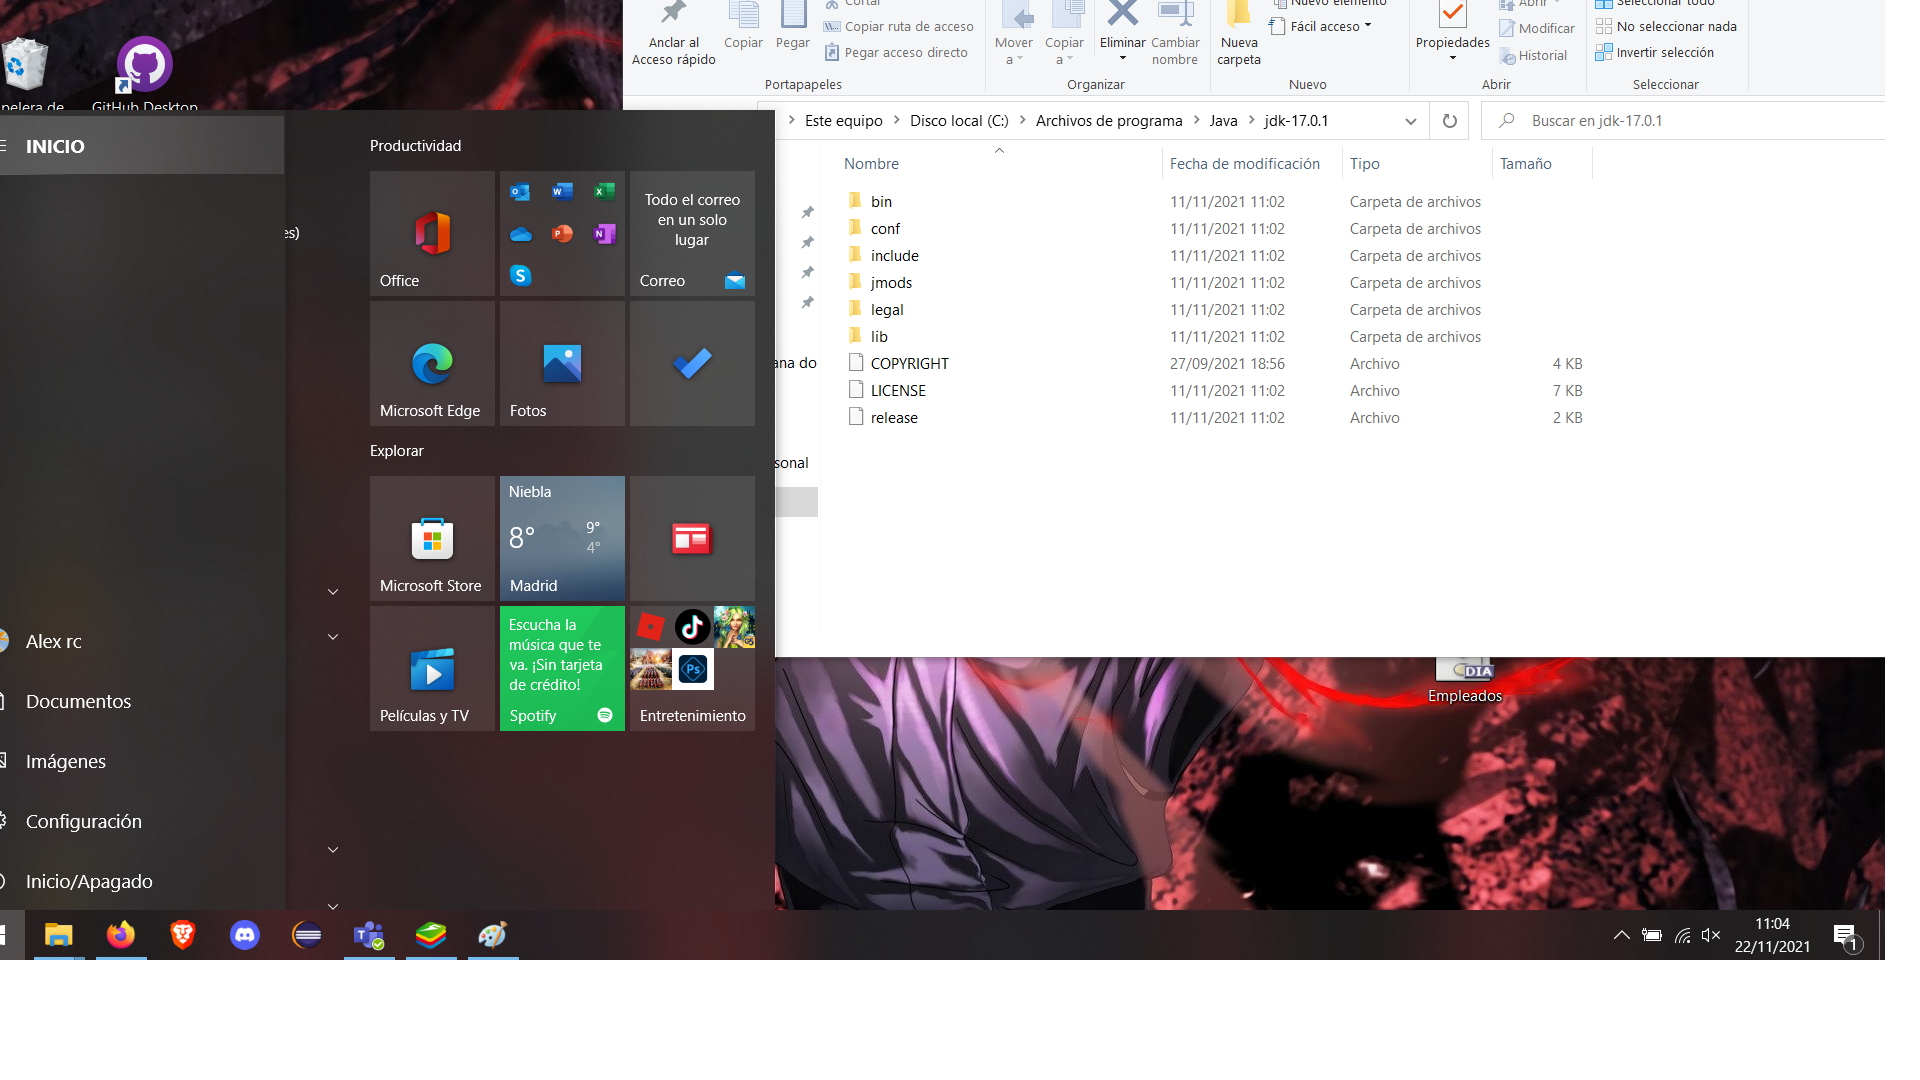 Cortar
Nuevo elemento
Abrir
Seleccionar todo
Copiar ruta de acceso
Fácil acceso
Modificar
No seleccionar nada
Anclar al
Acceso rápido
Copiar
Pegar
Pegar acceso directo
Mover
a
Copiar
a
Eliminar
Cambiar
nombre
Nueva
carpeta
Propiedades
Historial
Invertir selección
Portapapeles
Organizar
Nuevo
Abrir
Seleccionar
pelera de
GitHub Desktop
Este equipo
Disco local (C:)
Archivos de programa
Java
jdk-17.0.1
Buscar en jdk-17.0.1
Nombre
Fecha de modificación
Tipo
Tamaño
bin 11/11/2021 11:02 Carpeta de archivos
conf 11/11/2021 11:02 Carpeta de archivos
include 11/11/2021 11:02 Carpeta de archivos
jmods 11/11/2021 11:02 Carpeta de archivos
legal 11/11/2021 11:02 Carpeta de archivos
lib 11/11/2021 11:02 Carpeta de archivos
COPYRIGHT 27/09/2021 18:56 Archivo 4 KB
LICENSE 11/11/2021 11:02 Archivo 7 KB
release 11/11/2021 11:02 Archivo 2 KB
ana do
sonal
INICIO
es)
Alex rc
Documentos
Imágenes
Configuración
Inicio/Apagado
Productividad
Office
Todo el correo
en un solo
lugar
Correo
Microsoft Edge
Fotos
Explorar
Microsoft Store
Niebla
8°
9°
4°
Madrid
Películas y TV
Escucha la
música que te
va. ¡Sin tarjeta
de crédito!
Spotify
Ps
Entretenimiento
DIA
Empleados
11:04
22/11/2021
1